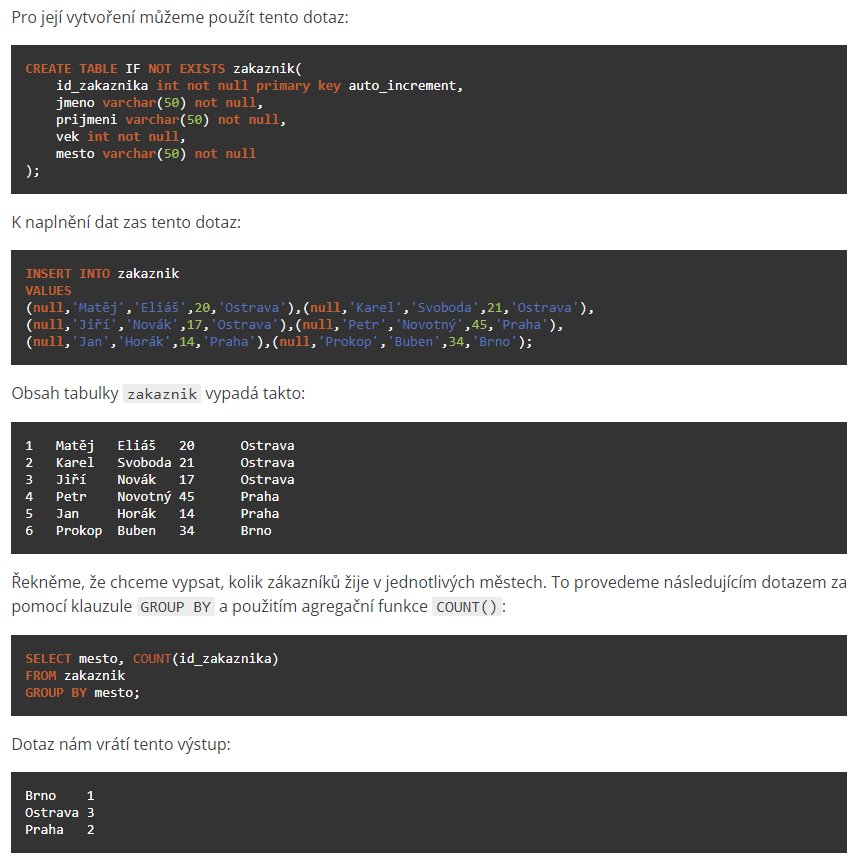 Pro její vytvoření můžeme použít tento dotaz:
CREATE TABLE IF NOT EXISTS zakaznik(
    id_zakaznika int not null primary key auto_increment,
    jmeno varchar(50) not null,
    prijmeni varchar(50) not null,
    vek int not null,
    mesto varchar(50) not null
);
K naplnění dat zas tento dotaz:
INSERT INTO zakaznik
VALUES
(null,'Matěj','Eliáš',20,'Ostrava'),(null,'Karel','Svoboda',21,'Ostrava'),
(null,'Jiří','Novák',17,'Ostrava'),(null,'Petr','Novotný',45,'Praha'),
(null,'Jan','Horák',14,'Praha'),(null,'Prokop','Buben',34,'Brno');
Obsah tabulky zakaznik vypadá takto:
1   Matěj   Eliáš   20      Ostrava
2   Karel   Svoboda 21      Ostrava
3   Jiří    Novák   17      Ostrava
4   Petr    Novotný 45      Praha
5   Jan     Horák   14      Praha
6   Prokop  Buben   34      Brno
Řekněme, že chceme vypsat, kolik zákazníků žije v jednotlivých městech. To provedeme následujícím dotazem za
pomocí klauzule GROUP BY a použitím agregační funkce COUNT():
SELECT mesto, COUNT(id_zakaznika)
FROM zakaznik
GROUP BY mesto;
Dotaz nám vrátí tento výstup:
Brno    1
Ostrava 3
Praha   2